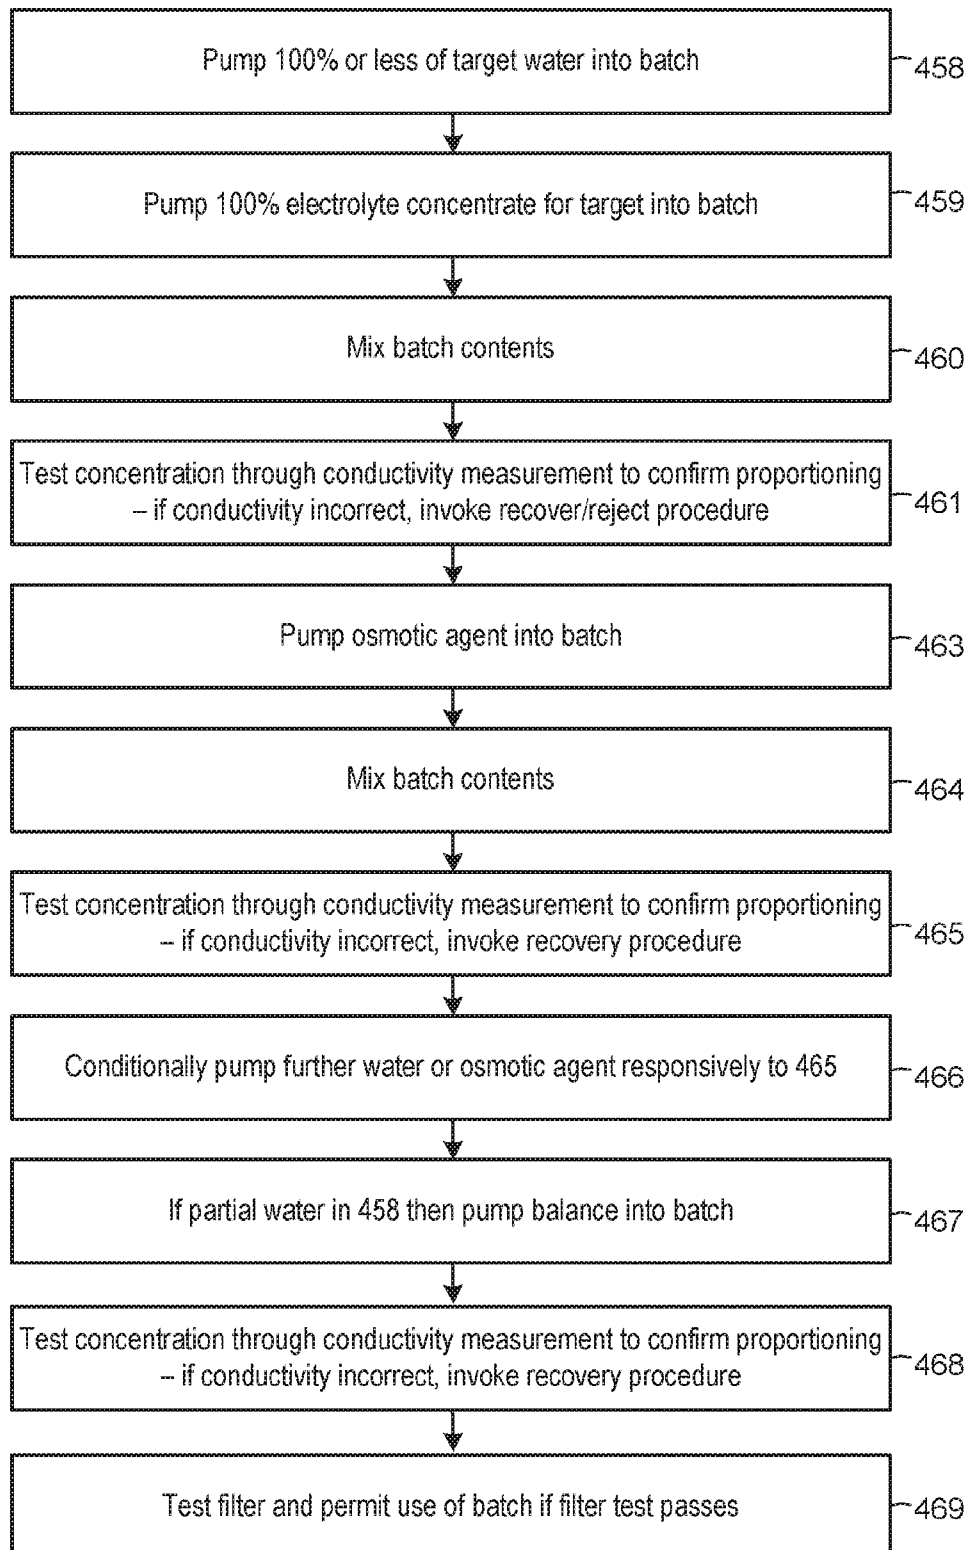 Pump 100% or less of target water into batch
458
Pump 100% electrolyte concentrate for target into batch
459
Mix batch contents
460
Test concentration through conductivity measurement to confirm proportioning
– if conductivity incorrect, invoke recover/reject procedure
461
Pump osmotic agent into batch
463
Mix batch contents
464
Test concentration through conductivity measurement to confirm proportioning
– if conductivity incorrect, invoke recovery procedure
465
Conditionally pump further water or osmotic agent responsively to 465
466
If partial water in 458 then pump balance into batch
467
Test concentration through conductivity measurement to confirm proportioning
– if conductivity incorrect, invoke recovery procedure
468
Test filter and permit use of batch if filter test passes
469